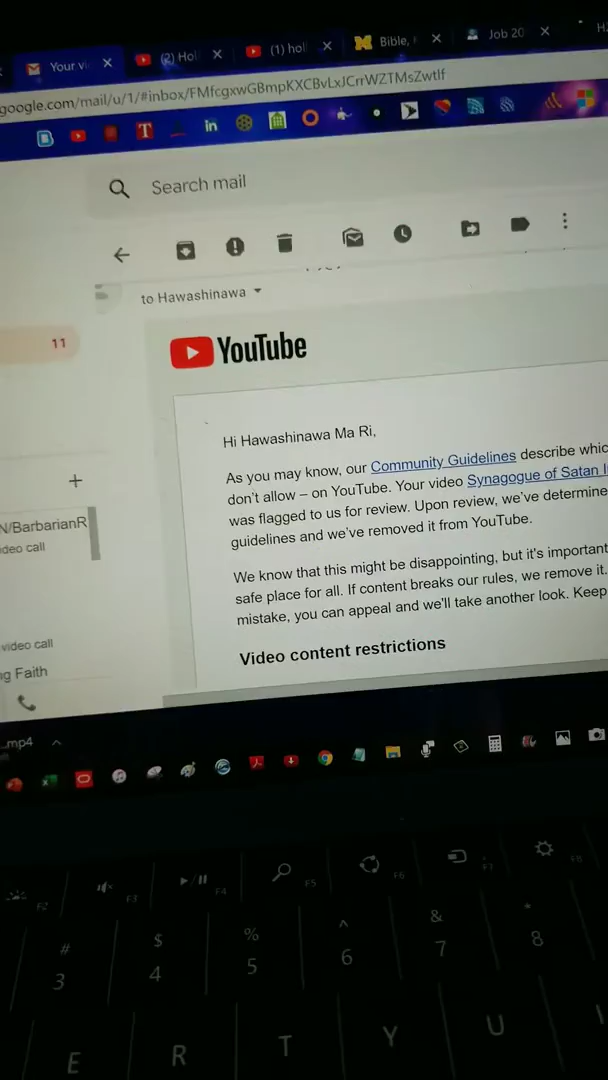 Your vi
(2) Hol
(1) hol
Bible,
Job 20
google.com/mail/u/1/#inbox/FMfcgxwGBmpKXCBvLxJCrrWZTMsZwtlf
T
in
Search mail
to Hawashinawa
11
YouTube
Hi Hawashinawa Ma Ri,
As you may know, our Community Guidelines describe whic
don't allow – on YouTube. Your video Synagogue of Satan I
was flagged to us for review. Upon review, we've determine
guidelines and we've removed it from YouTube.
We know that this might be disappointing, but it's important
safe place for all. If content breaks our rules, we remove it.
mistake, you can appeal and we'll take another look. Keep
Video content restrictions
N/BarbarianR
ideo call
video call
ng Faith
.mp4
F2 F3 F4 F5 F6 F7 F8
# $ % ^ & *
3 4 5 6 7 8
E R T Y U I